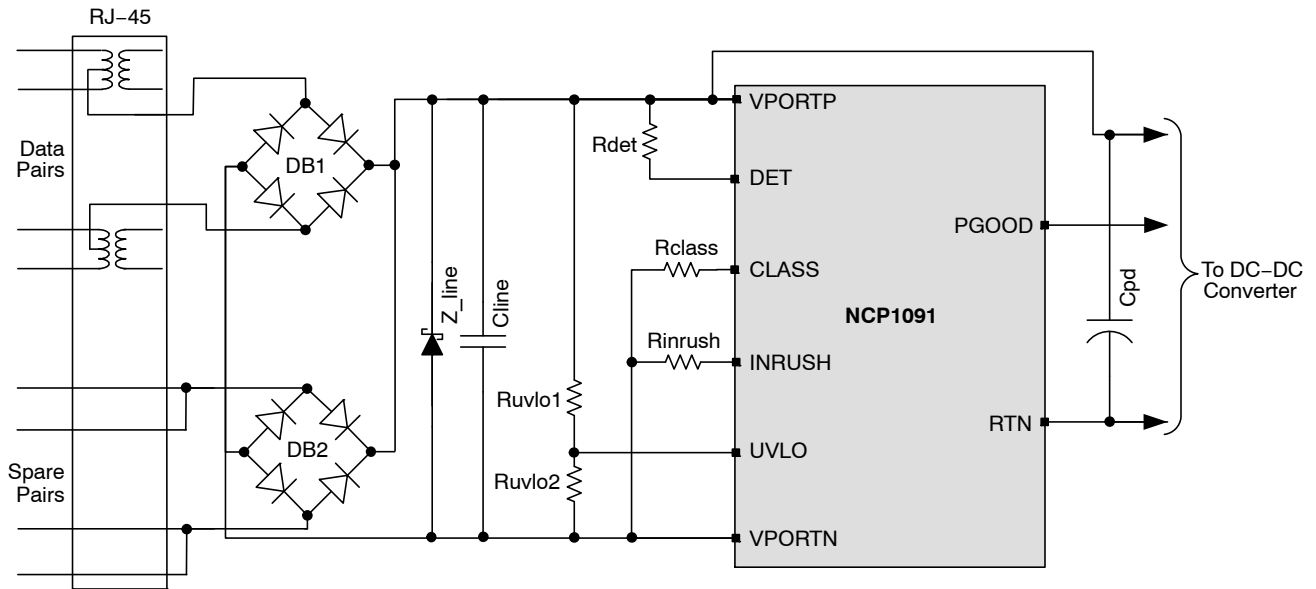 RJ−45
Data
Pairs
DB1
VPORTP
Rdet
DET
PGOOD
Rclass
CLASS
Z_line
Cline
Cpd
To DC−DC
Converter
NCP1091
Rinrush
INRUSH
Ruvlo1
RTN
DB2
UVLO
Spare
Pairs
Ruvlo2
VPORTN